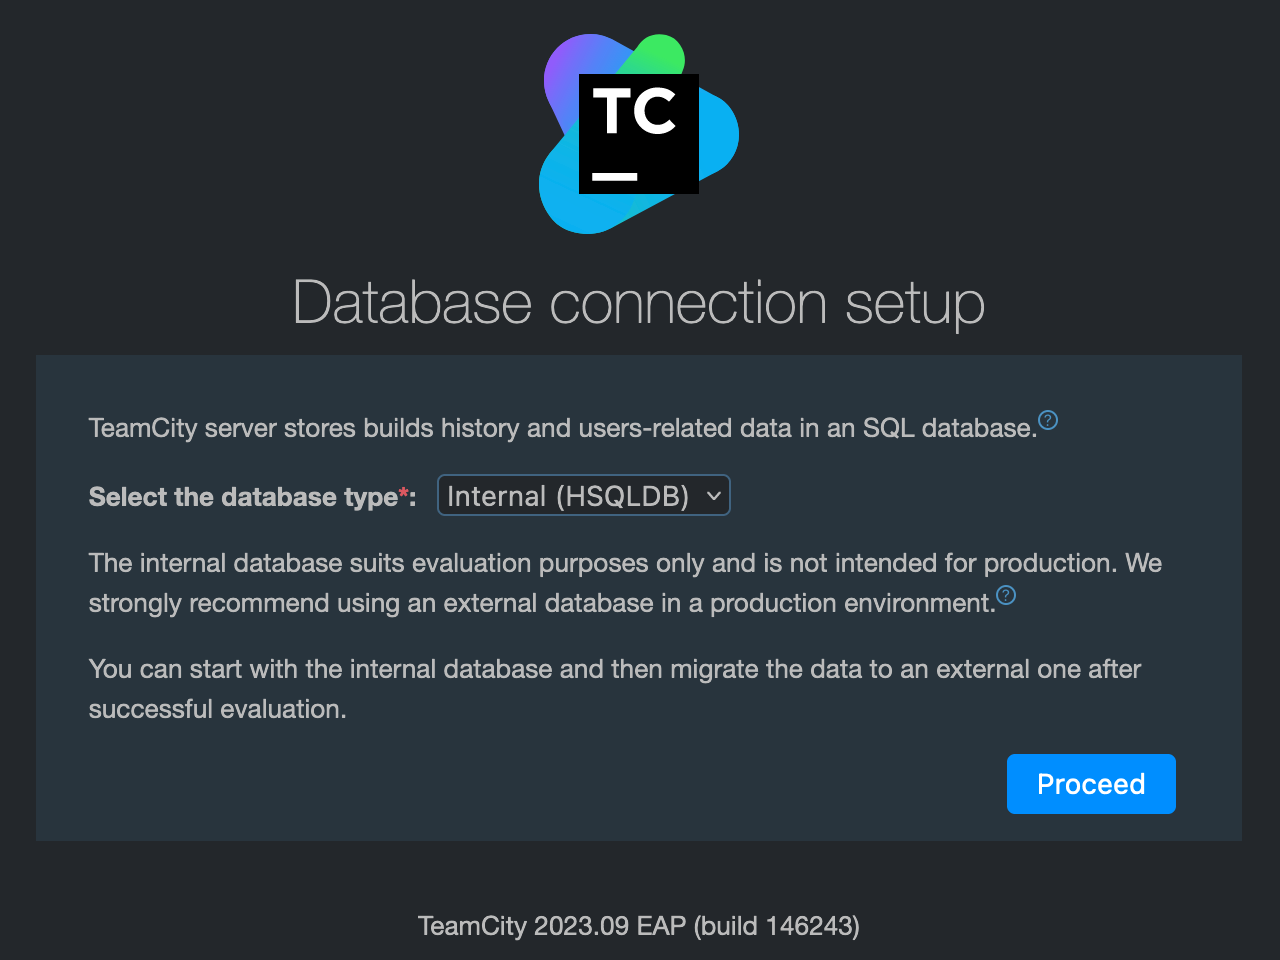 TC
Database connection setup
TeamCity server stores builds history and users-related data in an SQL database.?
Select the database type*: Internal (HSQLDB)
The internal database suits evaluation purposes only and is not intended for production. We
strongly recommend using an external database in a production environment.?
You can start with the internal database and then migrate the data to an external one after
successful evaluation.
Proceed
TeamCity 2023.09 EAP (build 146243)